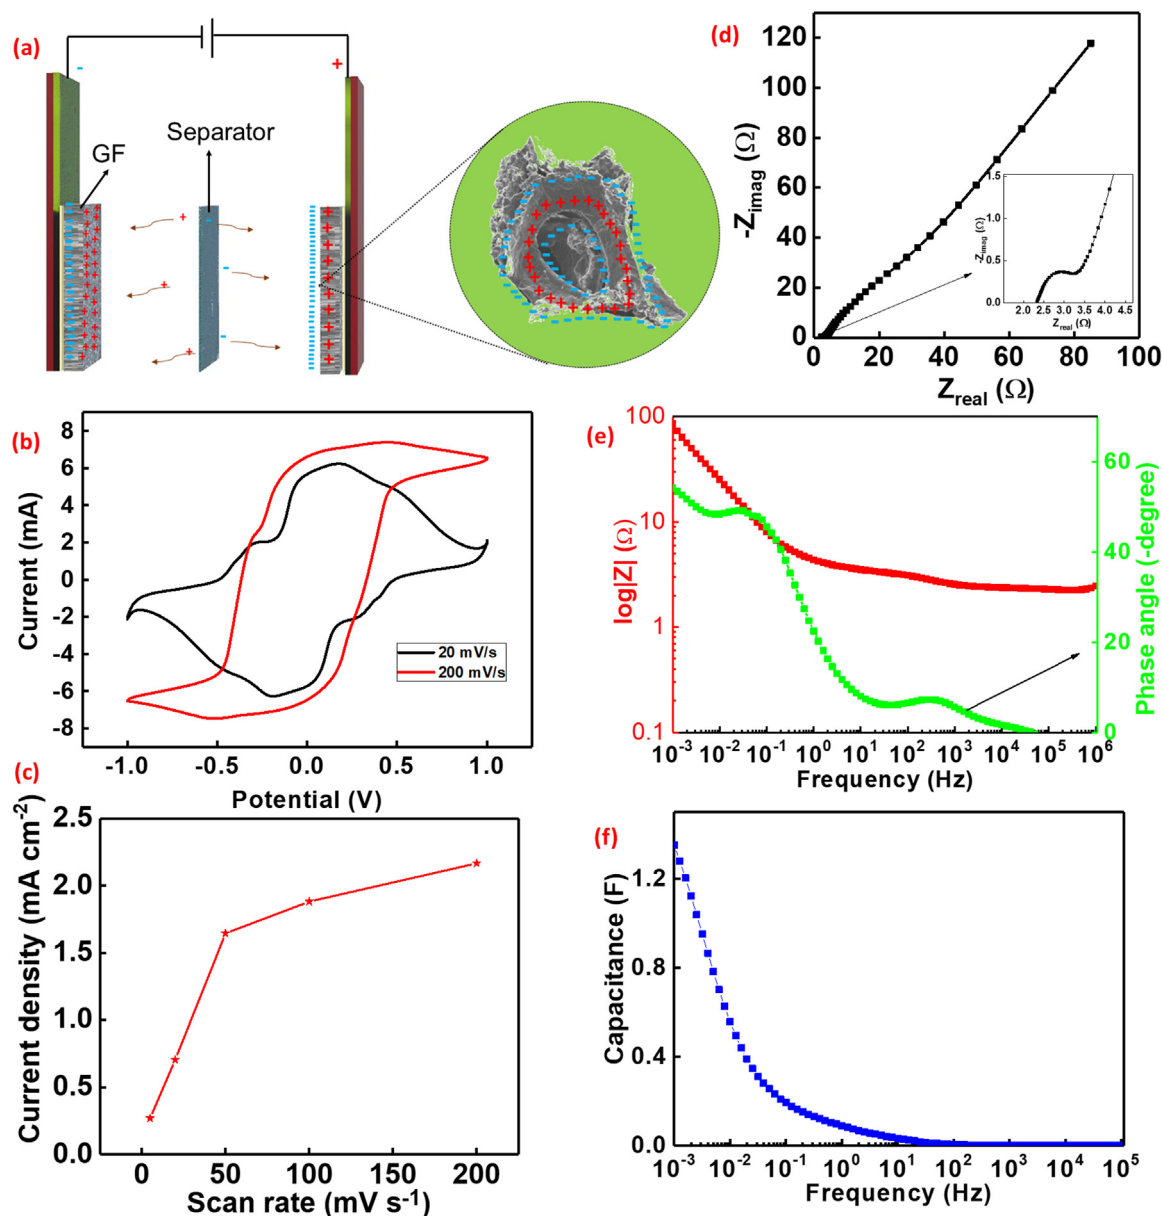 (a)
-
+
Separator
GF
(d)
120
100
80
60
40
20
0
-Zimag (Ω)
20 40 60 80 100
Zreal (Ω)
1.5
1.0
0.5
0.0
-Zimag (Ω)
2.0 2.5 3.0 3.5 4.0 4.5
Zreal (Ω)
(b)
8
6
4
2
0
-2
-4
-6
-8
Current (mA)
20 mV/s
200 mV/s
-1.0 -0.5 0.0 0.5 1.0
Potential (V)
(e)
100
10
1
0.1
log|Z| (Ω)
60
40
20
0
Phase angle (-degree)
10⁻³ 10⁻² 10⁻¹ 10⁰ 10¹ 10² 10³ 10⁴ 10⁵ 10⁶
Frequency (Hz)
(c)
2.5
2.0
1.5
1.0
0.5
0.0
Current density (mA cm⁻²)
0 50 100 150 200
Scan rate (mV s⁻¹)
(f)
1.2
0.8
0.4
0.0
Capacitance (F)
10⁻³ 10⁻² 10⁻¹ 10⁰ 10¹ 10² 10³ 10⁴ 10⁵
Frequency (Hz)